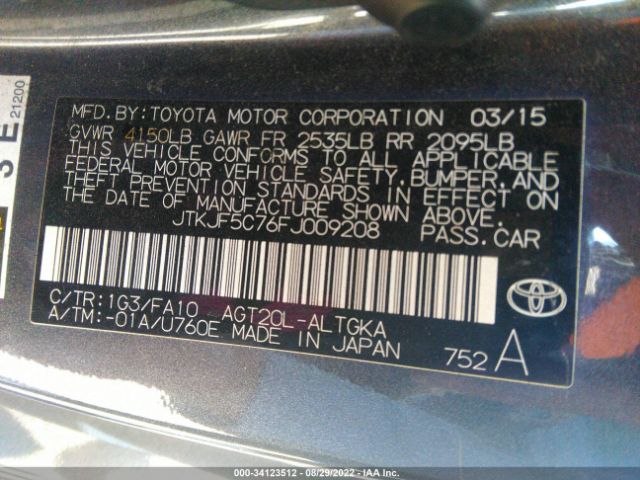 3 E
21200
MFD.BY:TOYOTA MOTOR CORPORATION 03/15
GVWR 4150LB GAWR FR 2535LB RR 2095LB
THIS VEHICLE CONFORMS TO ALL APPLICABLE
FEDERAL MOTOR VEHICLE SAFETY,BUMPER,AND
THEFT PREVENTION STANDARDS IN EFFECT ON
THE DATE OF MANUFACTURE SHOWN ABOVE.
JTKJF5C76FJ009208 PASS.CAR
C/TR:1G3/FA10 AGT20L-ALTGKA
A/TM:-01A/U760E MADE IN JAPAN
752A
000-34123512 - 08/29/2022 - IAA Inc.